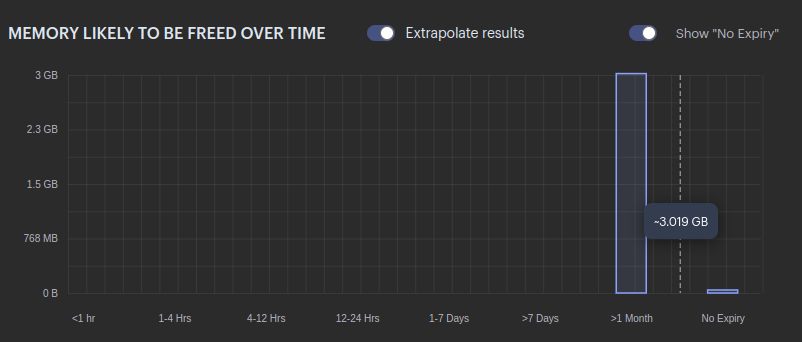 MEMORY LIKELY TO BE FREED OVER TIME
Extrapolate results
Show "No Expiry"
3 GB
2.3 GB
1.5 GB
768 MB
0 B
~3.019 GB
<1 hr
1-4 Hrs
4-12 Hrs
12-24 Hrs
1-7 Days
>7 Days
>1 Month
No Expiry